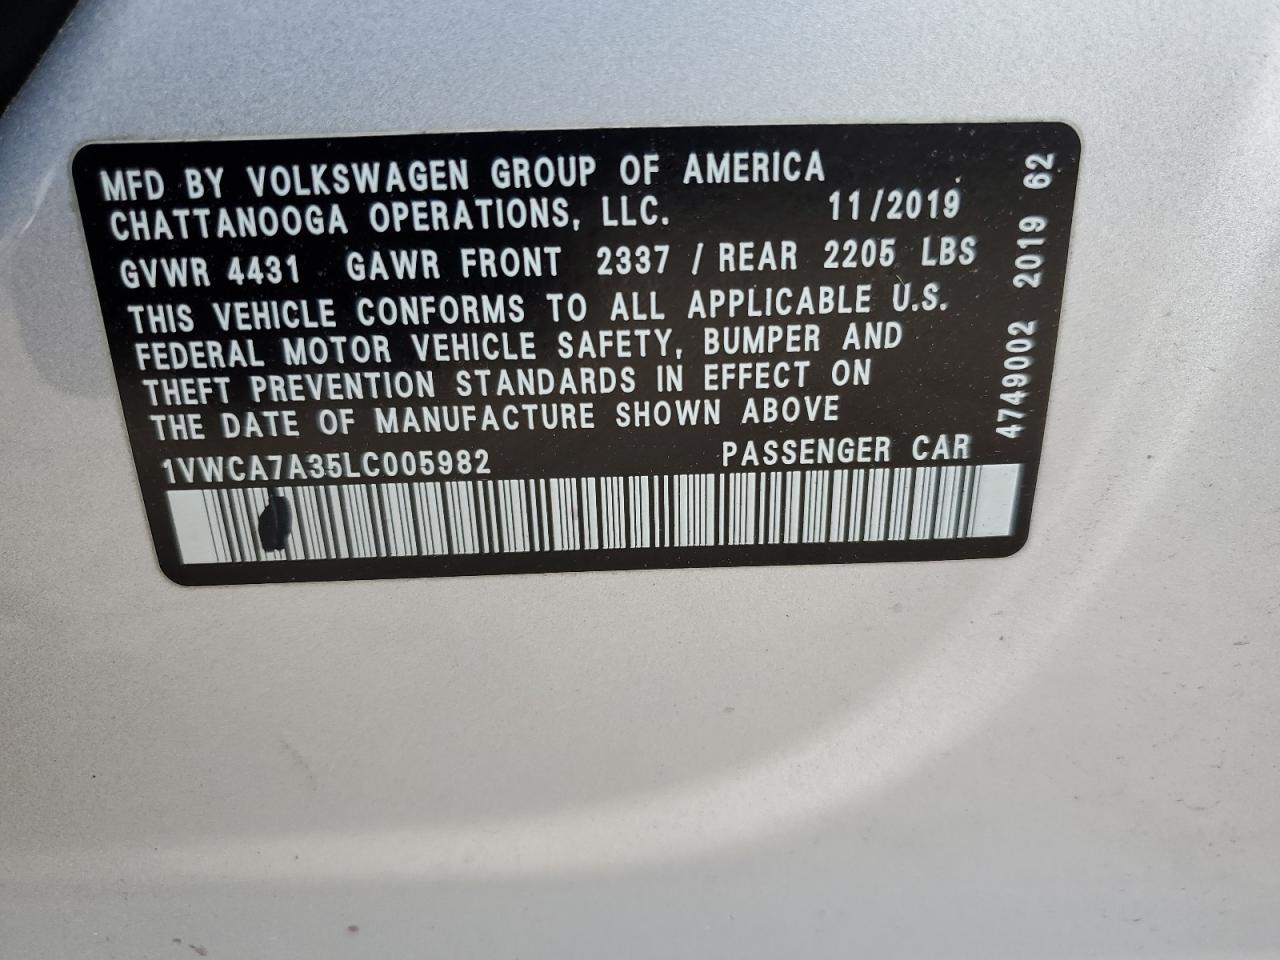 MFD BY VOLKSWAGEN GROUP OF AMERICA
CHATTANOOGA OPERATIONS, LLC. 11/2019
GVWR 4431 GAWR FRONT 2337 / REAR 2205 LBS
THIS VEHICLE CONFORMS TO ALL APPLICABLE U.S.
FEDERAL MOTOR VEHICLE SAFETY, BUMPER AND
THEFT PREVENTION STANDARDS IN EFFECT ON
THE DATE OF MANUFACTURE SHOWN ABOVE
1VWCA7A35LC005982 PASSENGER CAR
4749002 2019 62